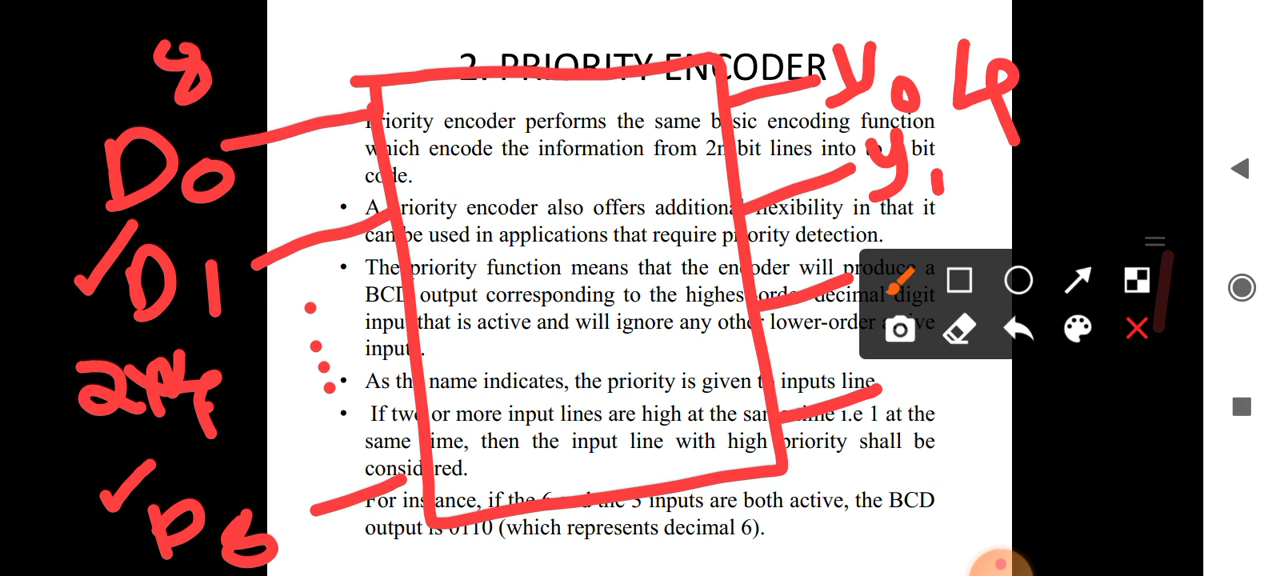 2. PRIORITY ENCODER
Priority encoder performs the same basic encoding function
which encode the information from 2n bit lines into bit
code.
• A priority encoder also offers additional flexibility in that it
can be used in applications that require priority detection.
• The priority function means that the encoder will produce a
BCD output corresponding to the highest order decimal digit
input that is active and will ignore any other lower-order active
input.
• As the name indicates, the priority is given to inputs line
• If two or more input lines are high at the same time i.e 1 at the
same time, then the input line with high priority shall be
considered.
For instance, if the 6 and the 3 inputs are both active, the BCD
output is 0110 (which represents decimal 6).
8
D0
D1
D8
Y0
Y1